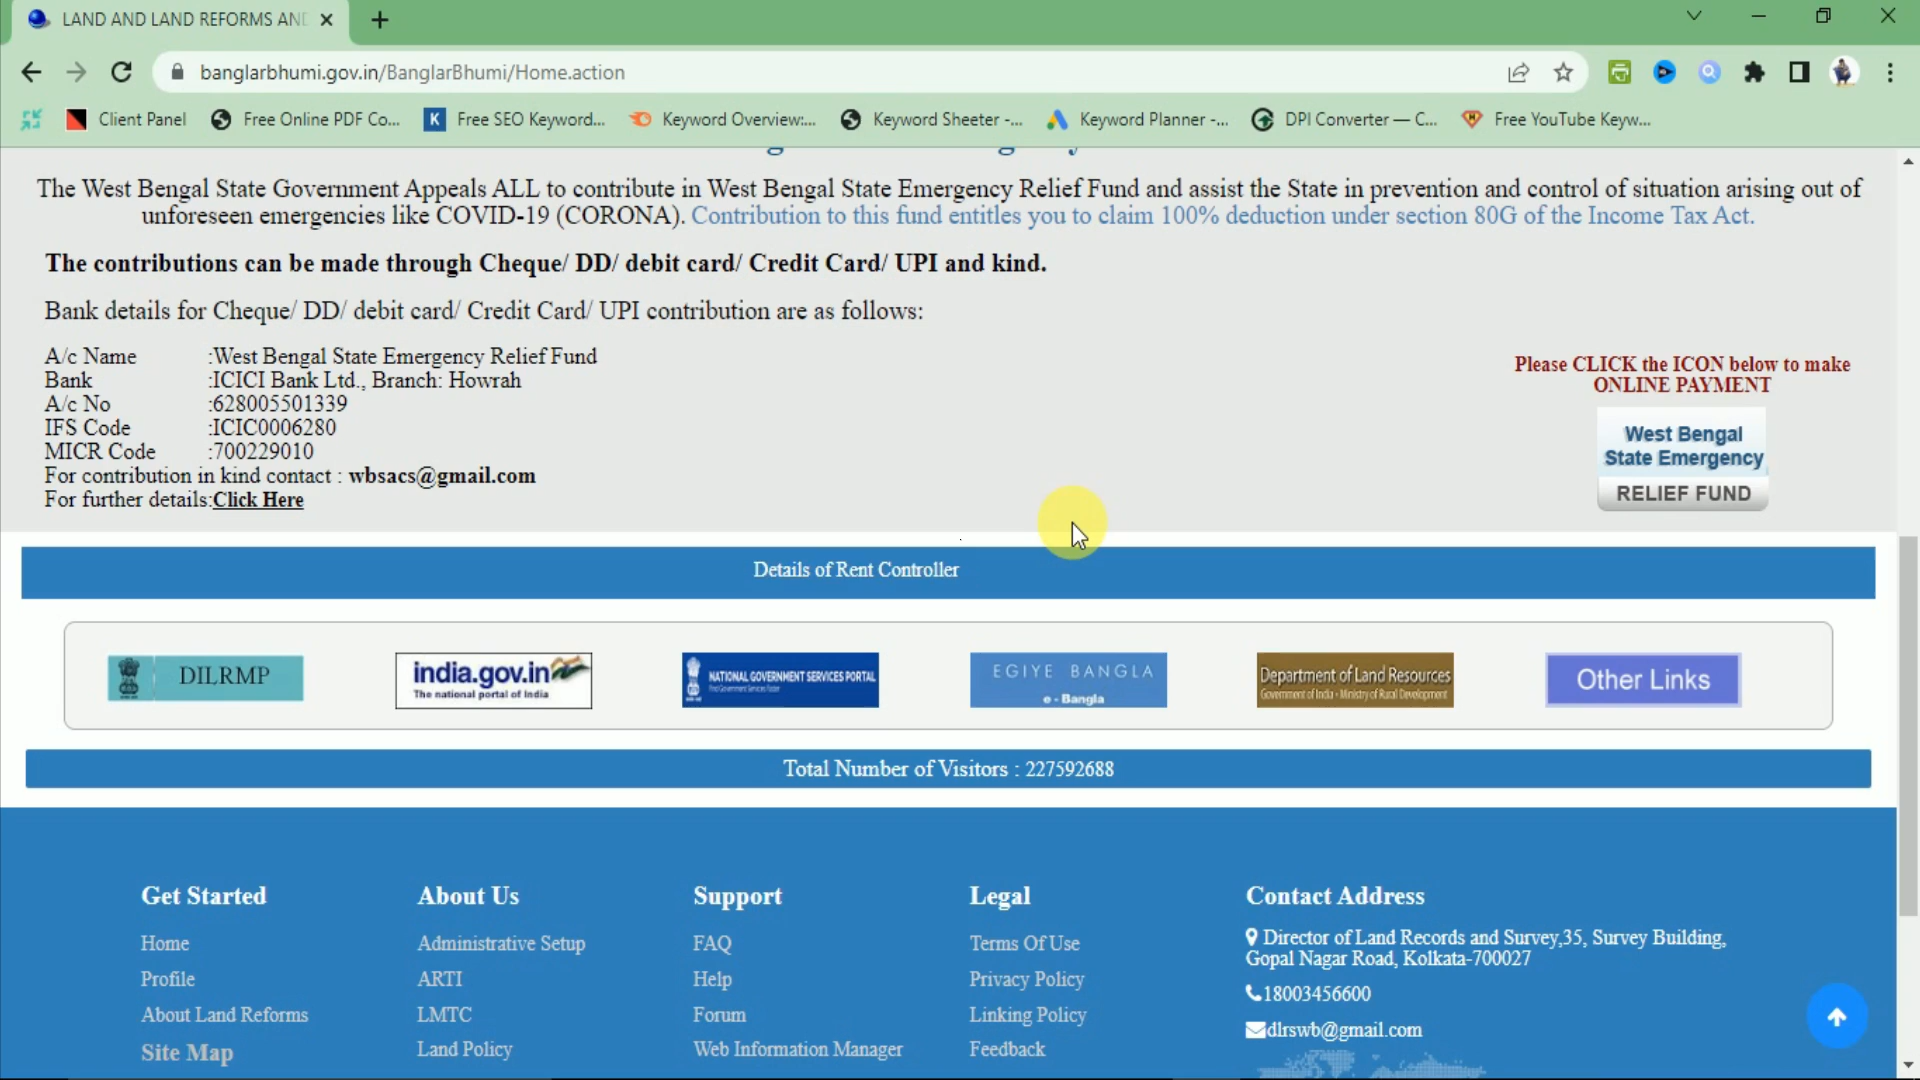 LAND AND LAND REFORMS AN
banglarbhumi.gov.in/BanglarBhumi/Home.action
Client Panel
Free Online PDF Co...
K
Free SEO Keyword...
Keyword Overview:...
Keyword Sheeter -...
Keyword Planner -...
DPI Converter — C...
Free YouTube Keyw...
The West Bengal State Government Appeals ALL to contribute in West Bengal State Emergency Relief Fund and assist the State in prevention and control of situation arising out of
unforeseen emergencies like COVID-19 (CORONA). Contribution to this fund entitles you to claim 100% deduction under section 80G of the Income Tax Act.
The contributions can be made through Cheque/ DD/ debit card/ Credit Card/ UPI and kind.
Bank details for Cheque/ DD/ debit card/ Credit Card/ UPI contribution are as follows:
A/c Name :West Bengal State Emergency Relief Fund
Bank :ICICI Bank Ltd., Branch: Howrah
A/c No :628005501339
IFS Code :ICIC0006280
MICR Code :700229010
For contribution in kind contact : wbsacs@gmail.com
For further details:Click Here
Please CLICK the ICON below to make
ONLINE PAYMENT
West Bengal
State Emergency
RELIEF FUND
Details of Rent Controller
DILRMP
india.gov.in
The national portal of India
NATIONAL GOVERNMENT SERVICES PORTAL
Find Government Services Faster
EGIYE BANGLA
e - Bangla
Department of Land Resources
Government of India - Ministry of Rural Development
Other Links
Total Number of Visitors : 227592688
Get Started
Home
Profile
About Land Reforms
Site Map
About Us
Administrative Setup
ARTI
LMTC
Land Policy
Support
FAQ
Help
Forum
Web Information Manager
Legal
Terms Of Use
Privacy Policy
Linking Policy
Feedback
Contact Address
Director of Land Records and Survey,35, Survey Building,
Gopal Nagar Road, Kolkata-700027
18003456600
dlrswb@gmail.com